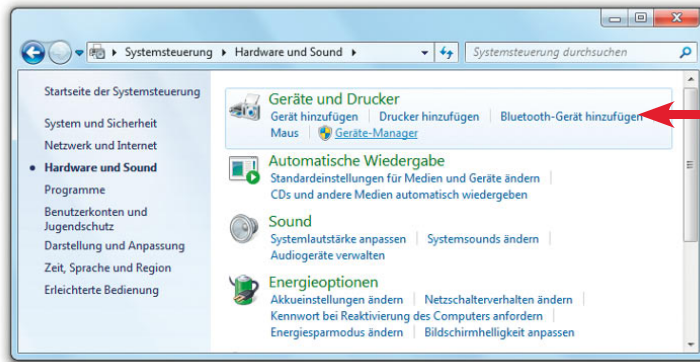 Systemsteuerung Hardware und Sound Systemsteuerung durchsuchen
Startseite der Systemsteuerung
System und Sicherheit
Netzwerk und Internet
Hardware und Sound
Programme
Benutzerkonten und
Jugendschutz
Darstellung und Anpassung
Zeit, Sprache und Region
Erleichterte Bedienung
Geräte und Drucker
Gerät hinzufügen Drucker hinzufügen Bluetooth-Gerät hinzufügen
Maus Geräte-Manager
Automatische Wiedergabe
Standardeinstellungen für Medien und Geräte ändern
CDs und andere Medien automatisch wiedergeben
Sound
Systemlautstärke anpassen Systemsounds ändern
Audiogeräte verwalten
Energieoptionen
Akkueinstellungen ändern Netzschalterverhalten ändern
Kennwort bei Reaktivierung des Computers anfordern
Energiesparmodus ändern Bildschirmhelligkeit anpassen